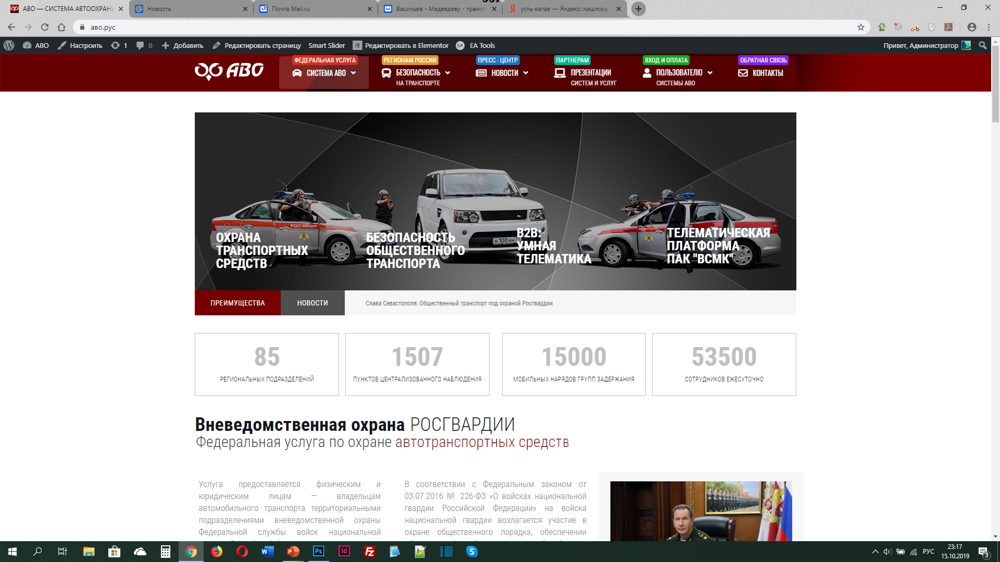 АВО — СИСТЕМА АВТООХРАНЫ
Новость
Почта Mail.ru
Васильев - Медведеву - трансп
усть-катав — Яндекс: нашлось
аво.рус
АВО
Настроить
1
0
Добавить
Редактировать страницу
Smart Slider
Редактировать в Elementor
EA Tools
Привет, Администратор
АВО
ФЕДЕРАЛЬНАЯ УСЛУГА
СИСТЕМА АВО
РЕГИОНАМ РОССИИ
БЕЗОПАСНОСТЬ
НА ТРАНСПОРТЕ
ПРЕСС - ЦЕНТР
НОВОСТИ
ПАРТНЕРАМ
ПРЕЗЕНТАЦИИ
СИСТЕМ И УСЛУГ
ВХОД И ОПЛАТА
ПОЛЬЗОВАТЕЛЮ
СИСТЕМЫ АВО
ОБРАТНАЯ СВЯЗЬ
КОНТАКТЫ
РОСГВАРДИЯ
Н 100 НН
РОСГВАРДИЯ
ОХРАНА
ТРАНСПОРТНЫХ
СРЕДСТВ
БЕЗОПАСНОСТЬ
ОБЩЕСТВЕННОГО
ТРАНСПОРТА
B2B:
УМНАЯ
ТЕЛЕМАТИКА
ТЕЛЕМАТИЧЕСКАЯ
ПЛАТФОРМА
ПАК "ВСМК"
ПРЕИМУЩЕСТВА
НОВОСТИ
Слава Севастополя: Общественный транспорт под охраной Росгвардии
85
РЕГИОНАЛЬНЫХ ПОДРАЗДЕЛЕНИЙ
1507
ПУНКТОВ ЦЕНТРАЛИЗОВАННОГО НАБЛЮДЕНИЯ
15000
МОБИЛЬНЫХ НАРЯДОВ ГРУПП ЗАДЕРЖАНИЯ
53500
СОТРУДНИКОВ ЕЖЕСУТОЧНО
Вневедомственная охрана РОСГВАРДИИ
Федеральная услуга по охране автотранспортных средств
Услуга предоставляется физическим и
юридическим лицам — владельцам
автомобильного транспорта территориальными
подразделениями вневедомственной охраны
Федеральной службы войск национальной
В соответствии с Федеральным законом от
03.07.2016 № 226-ФЗ «О войсках национальной
гвардии Российской Федерации» на войска
национальной гвардии возлагается участие в
охране общественного порядка, обеспечении
РУС
23:17
15.10.2019
3